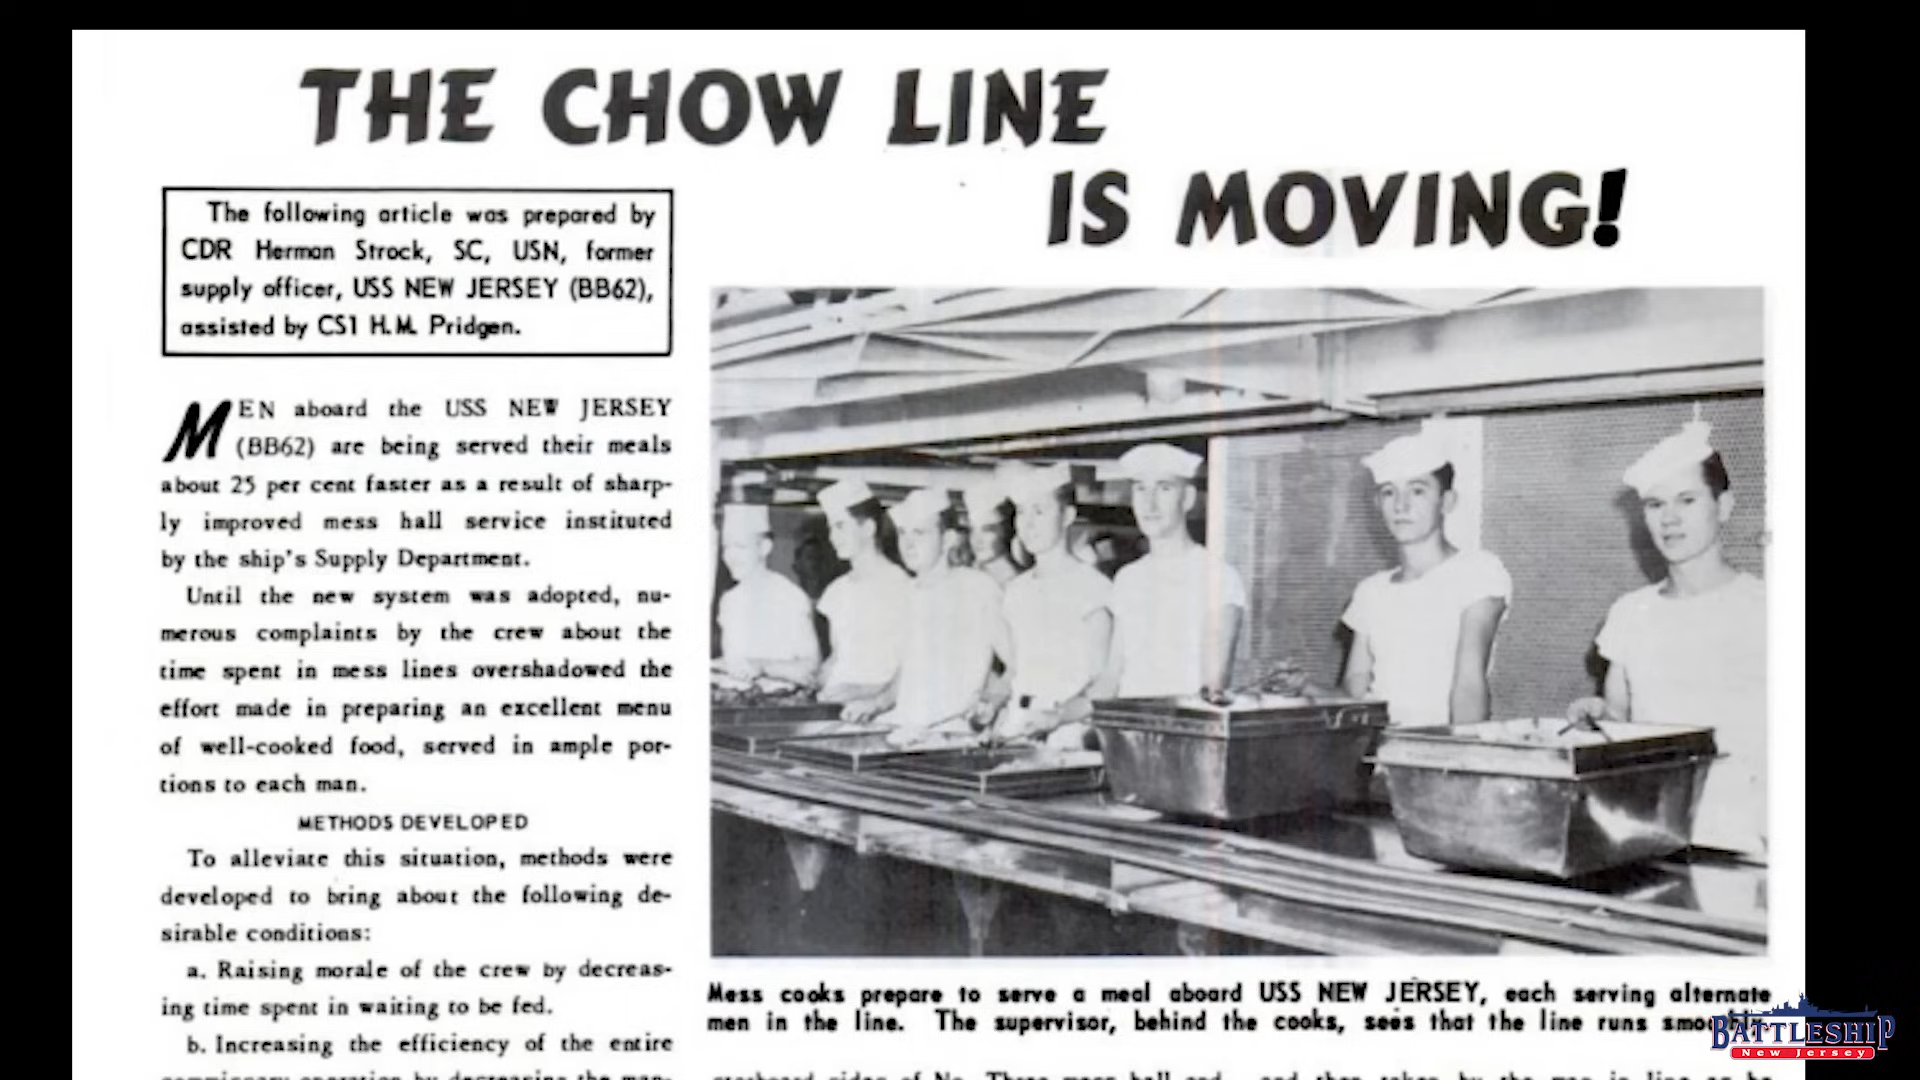 THE CHOW LINE
IS MOVING!
The following article was prepared by
CDR Herman Strock, SC, USN, former
supply officer, USS NEW JERSEY (BB62),
assisted by CS1 H.M. Pridgen.
MEN aboard the USS NEW JERSEY
(BB62) are being served their meals
about 25 per cent faster as a result of sharp-
ly improved mess hall service instituted
by the ship's Supply Department.
Until the new system was adopted, nu-
merous complaints by the crew about the
time spent in mess lines overshadowed the
effort made in preparing an excellent menu
of well-cooked food, served in ample por-
tions to each man.
METHODS DEVELOPED
To alleviate this situation, methods were
developed to bring about the following de-
sirable conditions:
a. Raising morale of the crew by decreas-
ing time spent in waiting to be fed.
b. Increasing the efficiency of the entire
Mess cooks prepare to serve a meal aboard USS NEW JERSEY, each serving alternate
men in the line. The supervisor, behind the cooks, sees that the line runs smoothly.
BATTLESHIP
New Jersey